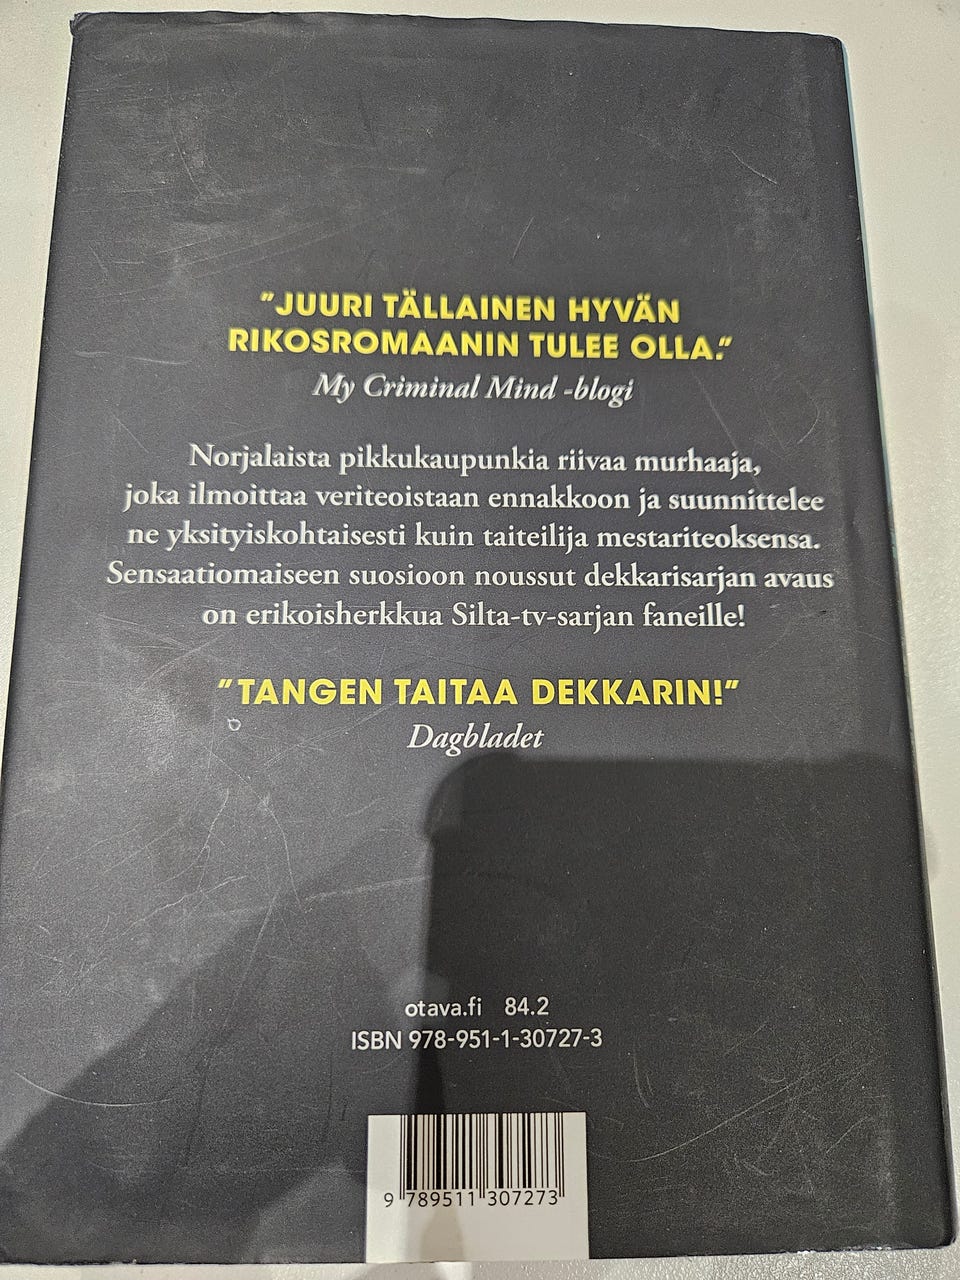 ”JUURI TÄLLAINEN HYVÄN
RIKOSROMAANIN TULEE OLLA.”
My Criminal Mind -blogi
Norjalaista pikkukaupunkia riivaa murhaaja,
joka ilmoittaa veriteoistaan ennakkoon ja suunnittelee
ne yksityiskohtaisesti kuin taiteilija mestariteoksensa.
Sensaatiomaiseen suosioon noussut dekkarisarjan avaus
on erikoisherkkua Silta-tv-sarjan faneille!
”TANGEN TAITAA DEKKARIN!”
Dagbladet
otava.fi 84.2
ISBN 978-951-1-30727-3
9 789511 307273